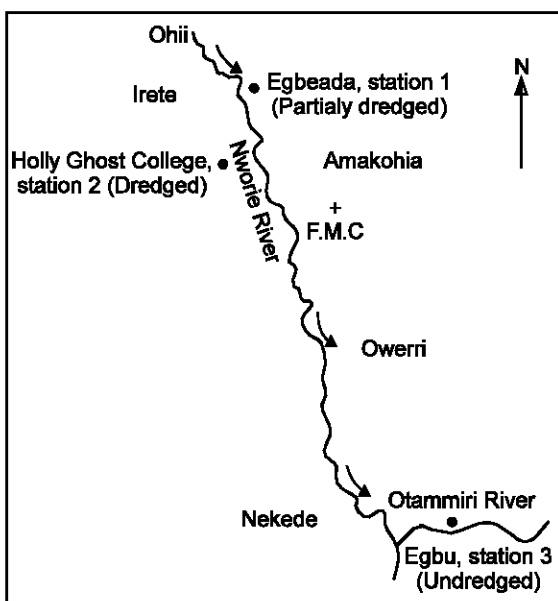 Ohii
N
Irete
Egbeada, station 1
(Partialy dredged)
Holly Ghost College,
station 2 (Dredged)
Nworie River
Amakohia
+
F.M.C
Owerri
Nekede
Otammiri River
Egbu, station 3
(Undredged)